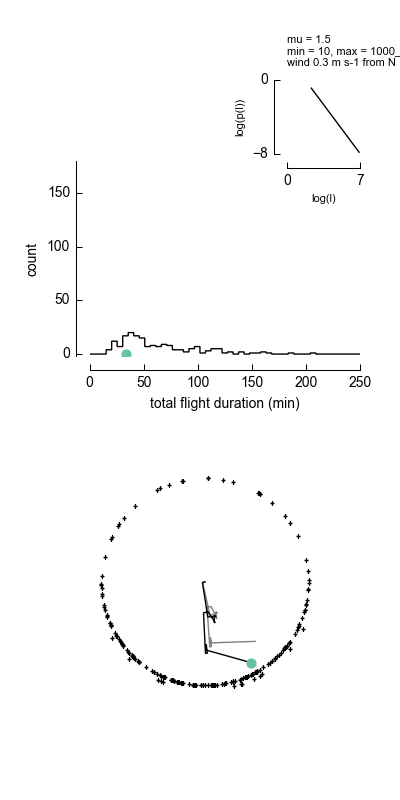 mu = 1.5
min = 10, max = 1000_
wind 0.3 m s-1 from N
0
log(p(l))
−8
0
7
log(l)
150
100
50
0
count
0
50
100
150
200
250
total flight duration (min)